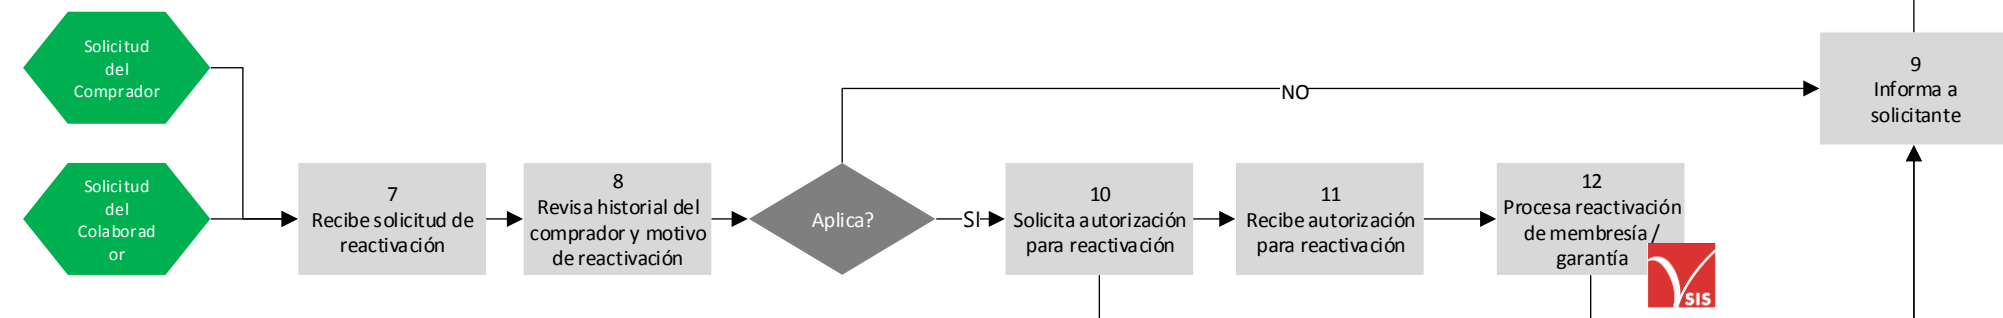 Solicitud
del
Comprador
Solicitud
del
Colaborad
or
7
Recibe solicitud de
reactivación
8
Revisa historial del
comprador y motivo
de reactivación
Aplica?
NO
SI
9
Informa a
solicitante
10
Solicita autorización
para reactivación
11
Recibe autorización
para reactivación
12
Procesa reactivación
de membresía /
garantía
SIS